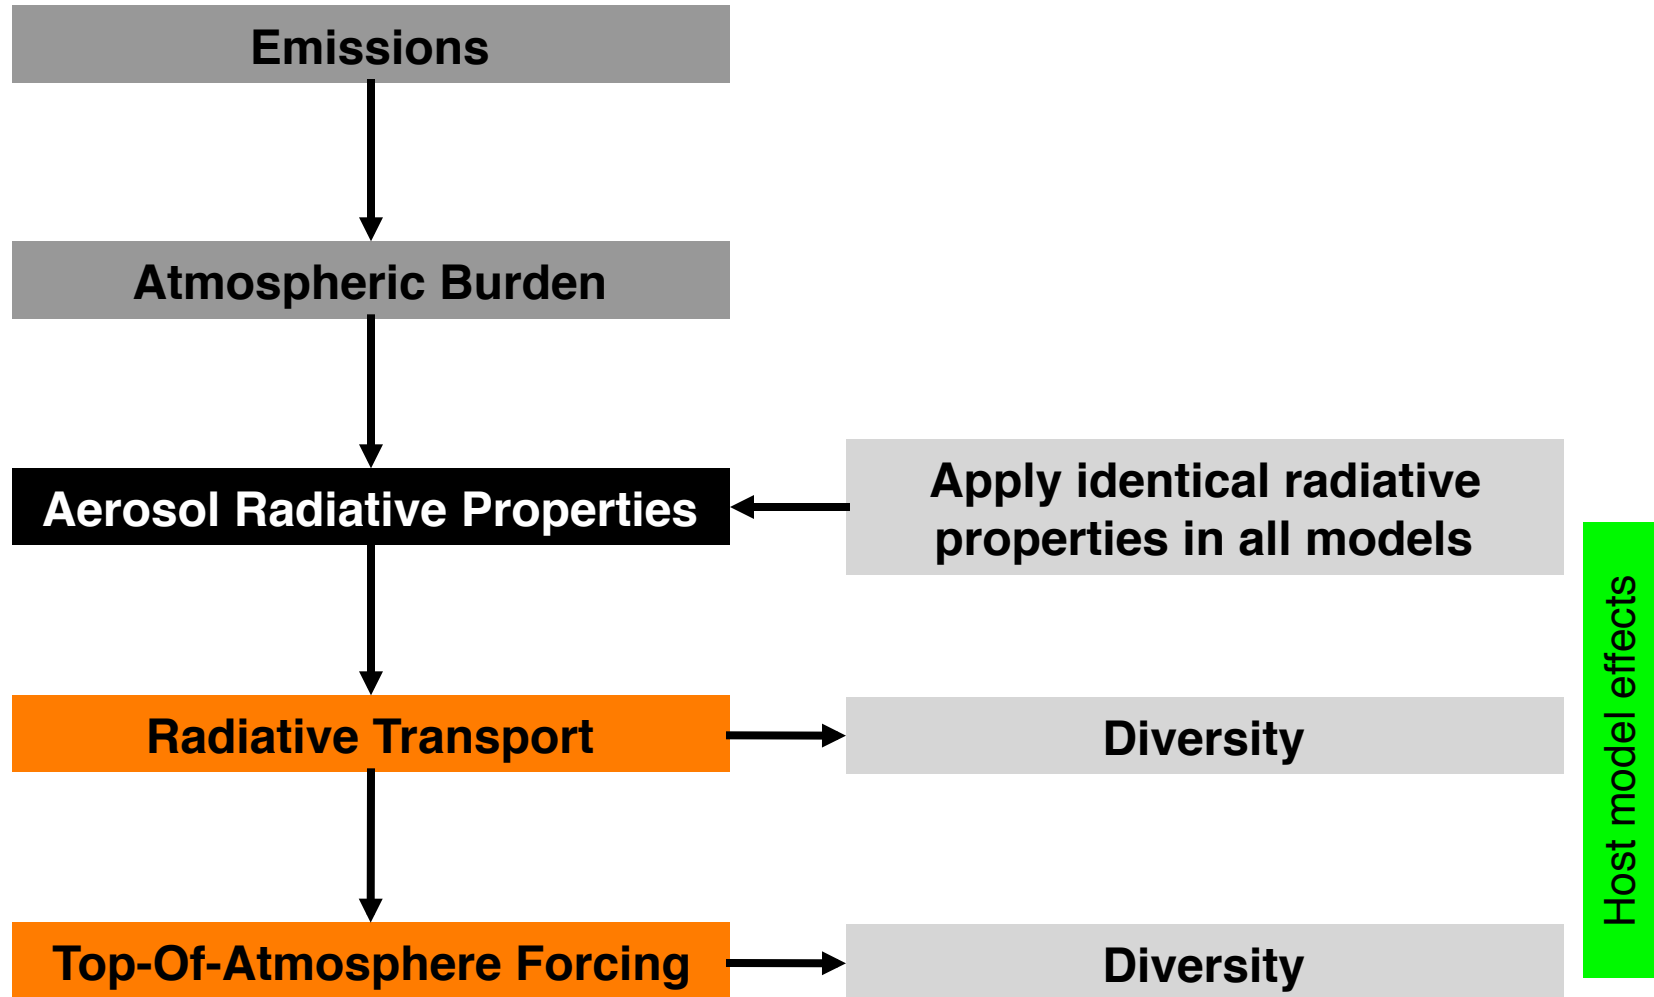 Emissions
Atmospheric Burden
Aerosol Radiative Properties
Apply identical radiative
properties in all models
Radiative Transport
Diversity
Top-Of-Atmosphere Forcing
Diversity
Host model effects